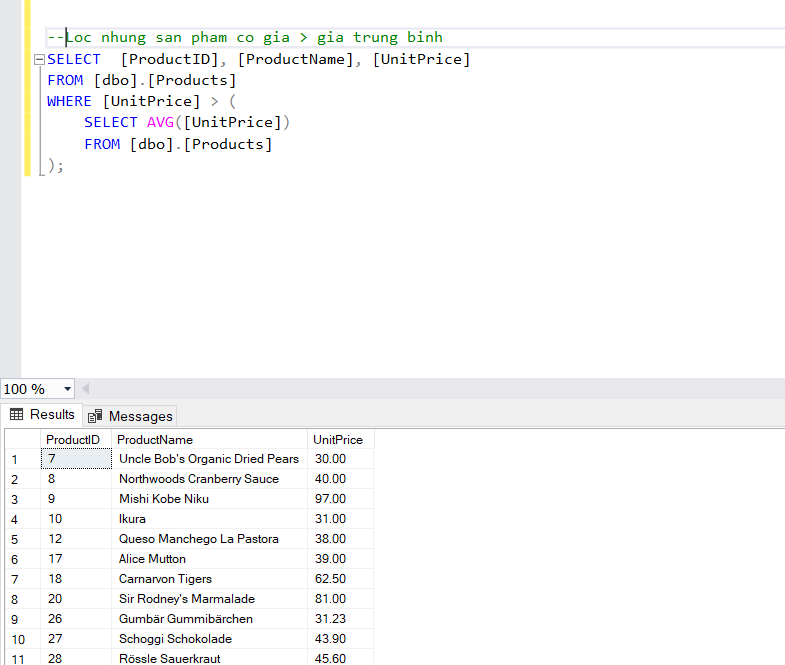 --Loc nhung san pham co gia > gia trung binh
SELECT  [ProductID], [ProductName], [UnitPrice]
FROM [dbo].[Products]
WHERE [UnitPrice] > (
    SELECT AVG([UnitPrice])
    FROM [dbo].[Products]
);
100 %
Results Messages
ProductID ProductName UnitPrice
1 7 Uncle Bob's Organic Dried Pears 30.00
2 8 Northwoods Cranberry Sauce 40.00
3 9 Mishi Kobe Niku 97.00
4 10 Ikura 31.00
5 12 Queso Manchego La Pastora 38.00
6 17 Alice Mutton 39.00
7 18 Carnarvon Tigers 62.50
8 20 Sir Rodney's Marmalade 81.00
9 26 Gumbär Gummibärchen 31.23
10 27 Schoggi Schokolade 43.90
11 28 Rössle Sauerkraut 45.60